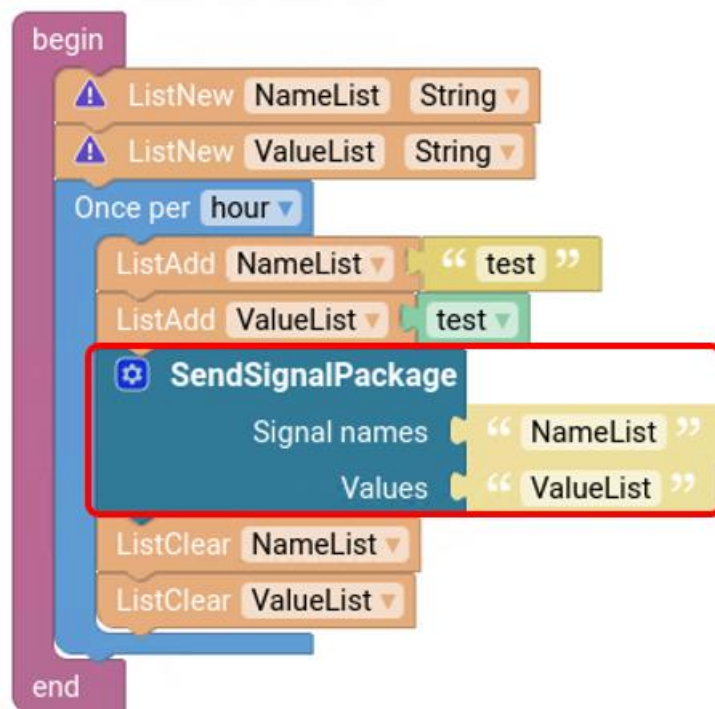 begin
ListNew NameList String
ListNew ValueList String
Once per hour
ListAdd NameList “ test ”
ListAdd ValueList test
SendSignalPackage
Signal names “ NameList ”
Values “ ValueList ”
ListClear NameList
ListClear ValueList
end